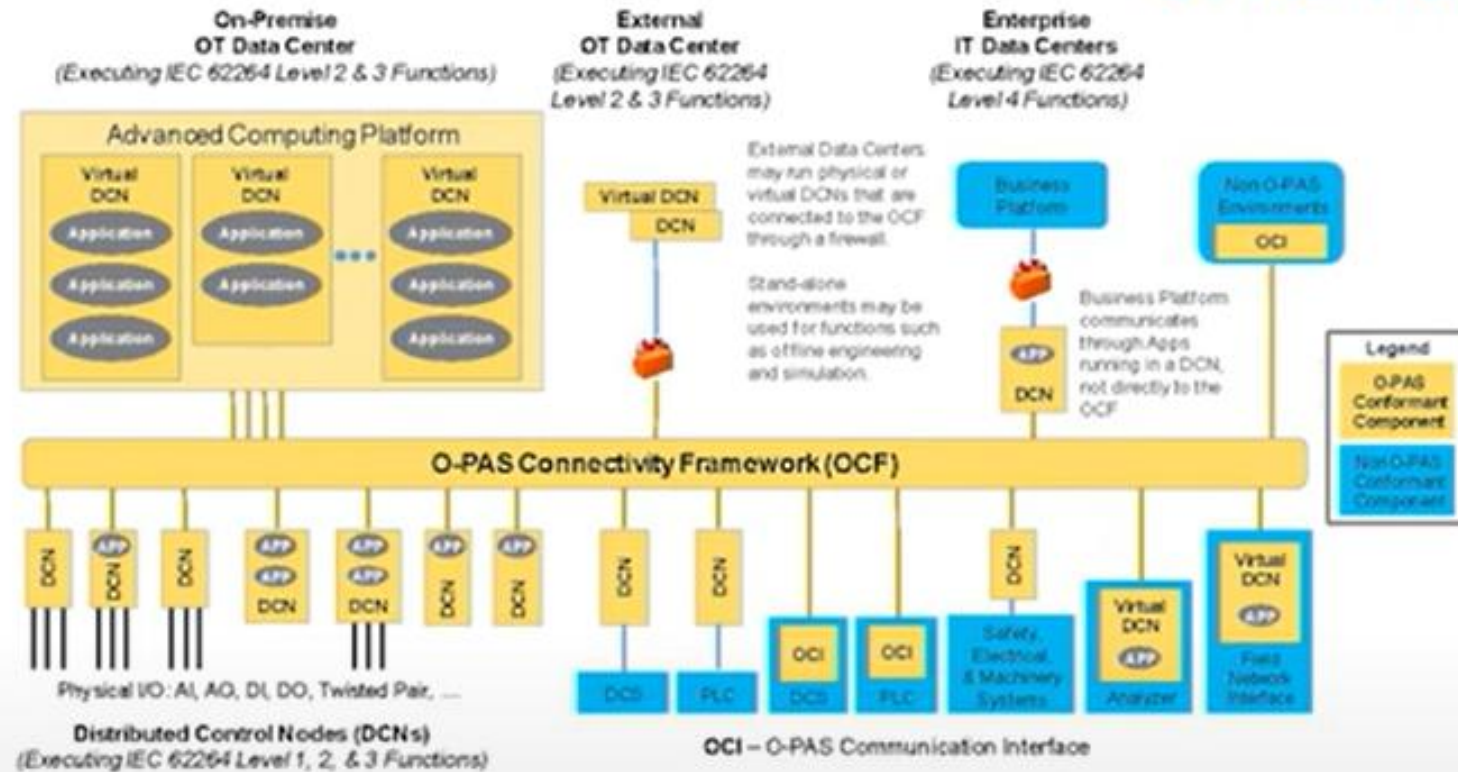 On-Premise
OT Data Center
(Executing IEC 62264 Level 2 & 3 Functions)
External
OT Data Center
(Executing IEC 62264
Level 2 & 3 Functions)
Enterprise
IT Data Centers
(Executing IEC 62264
Level 4 Functions)
Advanced Computing Platform
Virtual
DCN
Application
Application
Application
Virtual
DCN
Application
Application
Virtual
DCN
Application
Application
Application
Virtual DCN
DCN
External Data Centers
may run physical or
virtual DCNs that are
connected to the OCF
through a firewall.
Stand-alone
environments may be
used for functions such
as offline engineering
and simulation.
Business
Platform
APP
DCN
Business Platform
communicates
through Apps
running in a DCN,
not directly to the
OCF
Non O-PAS
Environments
OCI
Legend
O-PAS
Conformant
Component
Non O-PAS
Conformant
Component
O-PAS Connectivity Framework (OCF)
DCN
APP
DCN
DCN
APP
APP
DCN
APP
APP
DCN
APP
DCN
APP
DCN
DCN
DCS
DCN
PLC
OCI
DCS
OCI
PLC
DCN
Safety,
Electrical,
& Machinery
Systems
Virtual
DCN
APP
Analyzer
Virtual
DCN
APP
Field
Network
Interface
Physical I/O: AI, AO, DI, DO, Twisted Pair, ...
Distributed Control Nodes (DCNs)
(Executing IEC 62264 Level 1, 2, & 3 Functions)
OCI – O-PAS Communication Interface